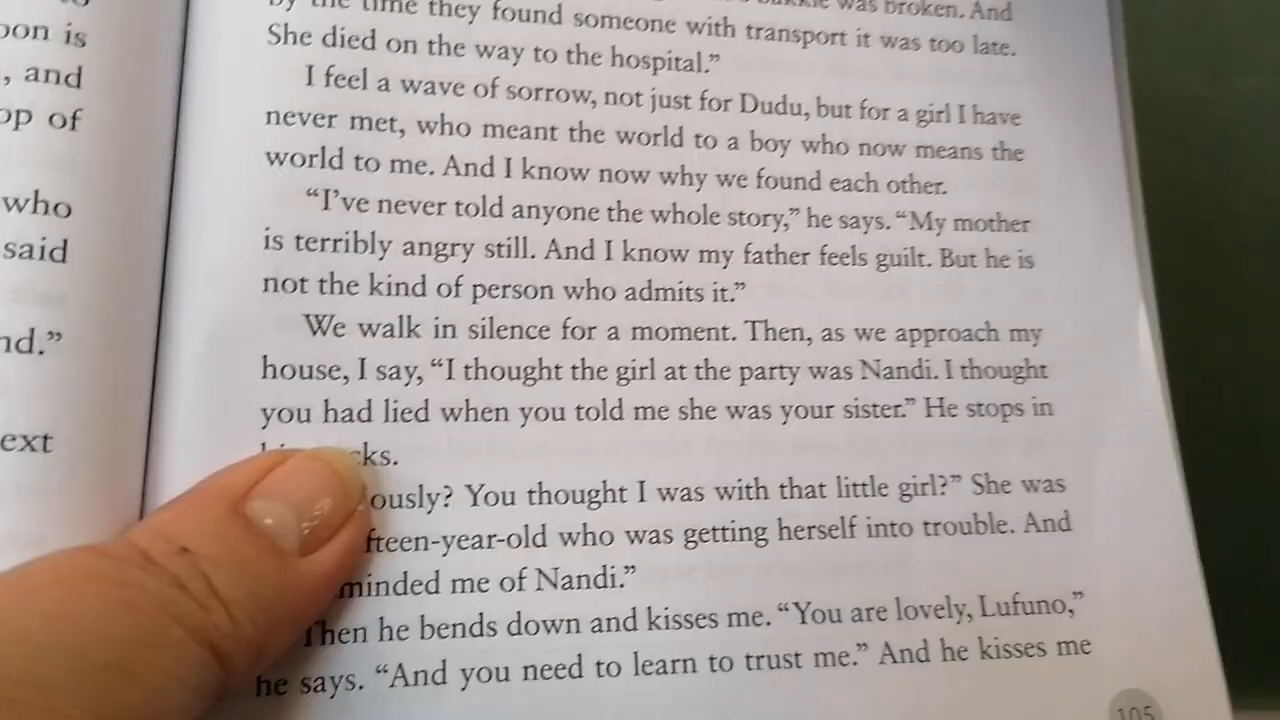 oon is
, and
op of
who
said
nd.”
ext
was broken. And
by the time they found someone with transport it was too late.
She died on the way to the hospital.”
I feel a wave of sorrow, not just for Dudu, but for a girl I have
never met, who meant the world to a boy who now means the
world to me. And I know now why we found each other.
“I’ve never told anyone the whole story,” he says. “My mother
is terribly angry still. And I know my father feels guilt. But he is
not the kind of person who admits it.”
We walk in silence for a moment. Then, as we approach my
house, I say, “I thought the girl at the party was Nandi. I thought
you had lied when you told me she was your sister.” He stops in
cks.
ously? You thought I was with that little girl?” She was
fteen-year-old who was getting herself into trouble. And
minded me of Nandi.”
Then he bends down and kisses me. “You are lovely, Lufuno,”
he says. “And you need to learn to trust me.” And he kisses me
105